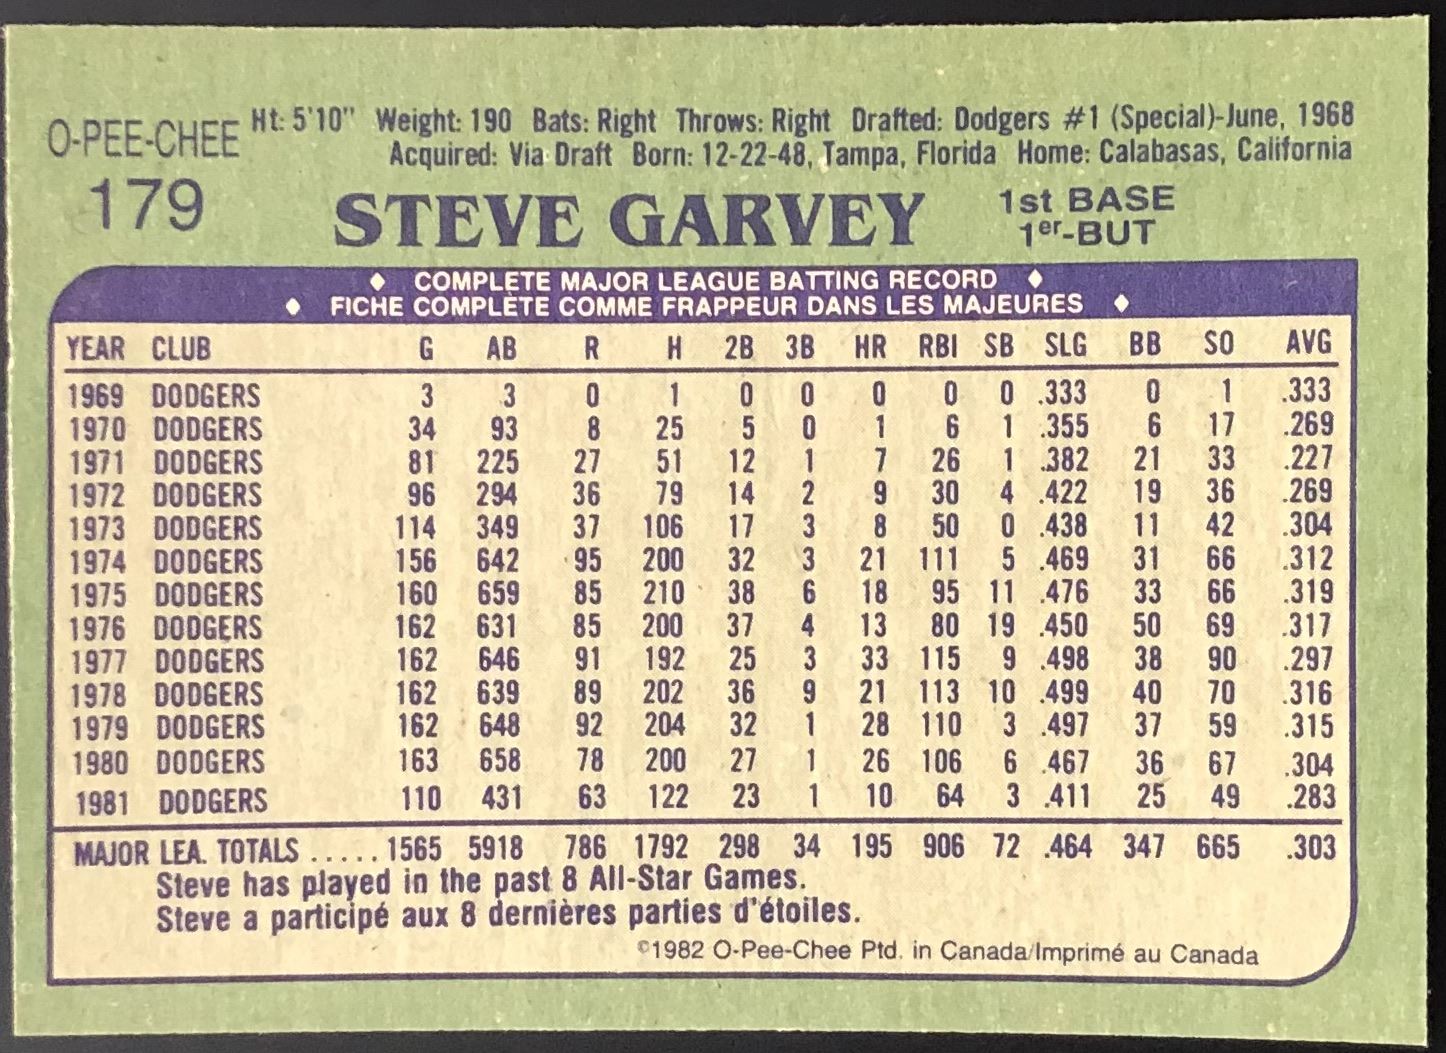 O-PEE-CHEE Ht: 5'10" Weight: 190 Bats: Right Throws: Right Drafted: Dodgers #1 (Special)-June, 1968
Acquired: Via Draft Born: 12-22-48, Tampa, Florida Home: Calabasas, California
179 STEVE GARVEY 1st BASE
1er-BUT
♦ COMPLETE MAJOR LEAGUE BATTING RECORD ♦
♦ FICHE COMPLÈTE COMME FRAPPEUR DANS LES MAJEURES ♦
YEAR CLUB G AB R H 2B 3B HR RBI SB SLG BB SO AVG
1969 DODGERS 3 3 0 1 0 0 0 0 0 .333 0 1 .333
1970 DODGERS 34 93 8 25 5 0 1 6 1 .355 6 17 .269
1971 DODGERS 81 225 27 51 12 1 7 26 1 .382 21 33 .227
1972 DODGERS 96 294 36 79 14 2 9 30 4 .422 19 36 .269
1973 DODGERS 114 349 37 106 17 3 8 50 0 .438 11 42 .304
1974 DODGERS 156 642 95 200 32 3 21 111 5 .469 31 66 .312
1975 DODGERS 160 659 85 210 38 6 18 95 11 .476 33 66 .319
1976 DODGERS 162 631 85 200 37 4 13 80 19 .450 50 69 .317
1977 DODGERS 162 646 91 192 25 3 33 115 9 .498 38 90 .297
1978 DODGERS 162 639 89 202 36 9 21 113 10 .499 40 70 .316
1979 DODGERS 162 648 92 204 32 1 28 110 3 .497 37 59 .315
1980 DODGERS 163 658 78 200 27 1 26 106 6 .467 36 67 .304
1981 DODGERS 110 431 63 122 23 1 10 64 3 .411 25 49 .283
MAJOR LEA. TOTALS ..... 1565 5918 786 1792 298 34 195 906 72 .464 347 665 .303
Steve has played in the past 8 All-Star Games.
Steve a participé aux 8 dernières parties d'étoiles.
©1982 O-Pee-Chee Ptd. in Canada/Imprimé au Canada